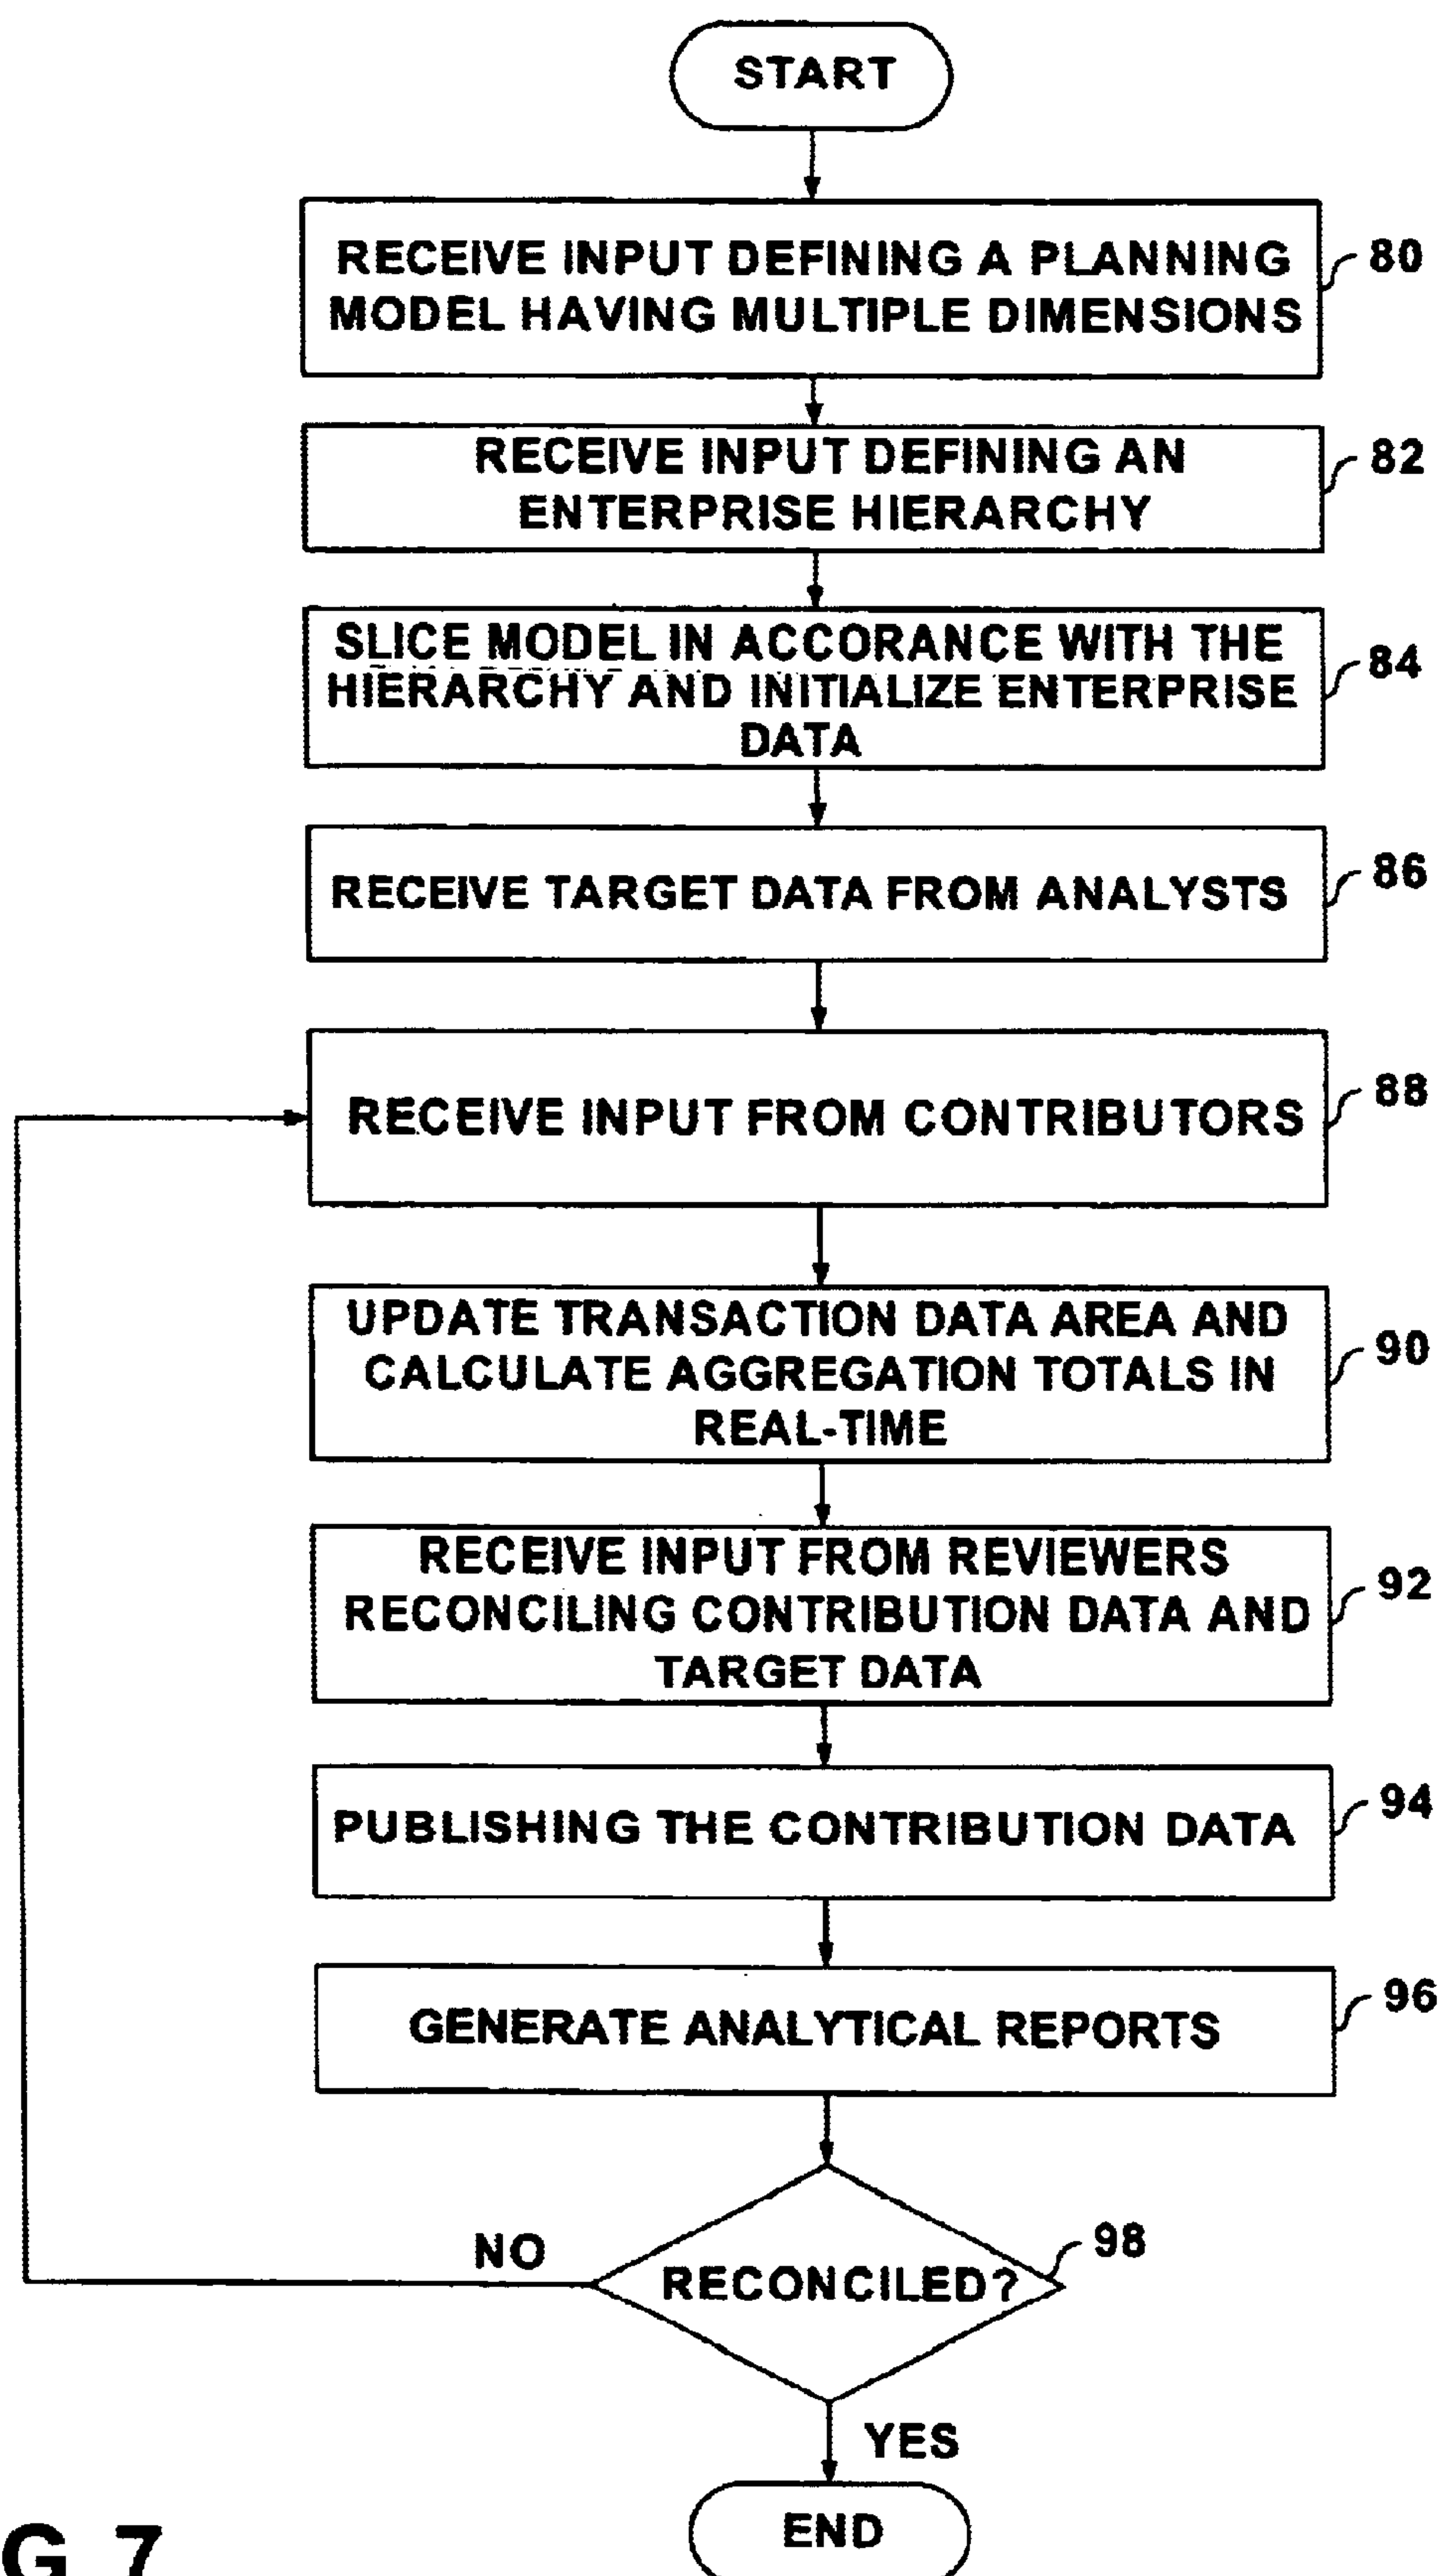 START
RECEIVE INPUT DEFINING A PLANNING
MODEL HAVING MULTIPLE DIMENSIONS
80
RECEIVE INPUT DEFINING AN
ENTERPRISE HIERARCHY
82
SLICE MODEL IN ACCORANCE WITH THE
HIERARCHY AND INITIALIZE ENTERPRISE
DATA
84
RECEIVE TARGET DATA FROM ANALYSTS
86
RECEIVE INPUT FROM CONTRIBUTORS
88
UPDATE TRANSACTION DATA AREA AND
CALCULATE AGGREGATION TOTALS IN
REAL-TIME
90
RECEIVE INPUT FROM REVIEWERS
RECONCILING CONTRIBUTION DATA AND
TARGET DATA
92
PUBLISHING THE CONTRIBUTION DATA
94
GENERATE ANALYTICAL REPORTS
96
NO
RECONCILED?
98
YES
END
G 7